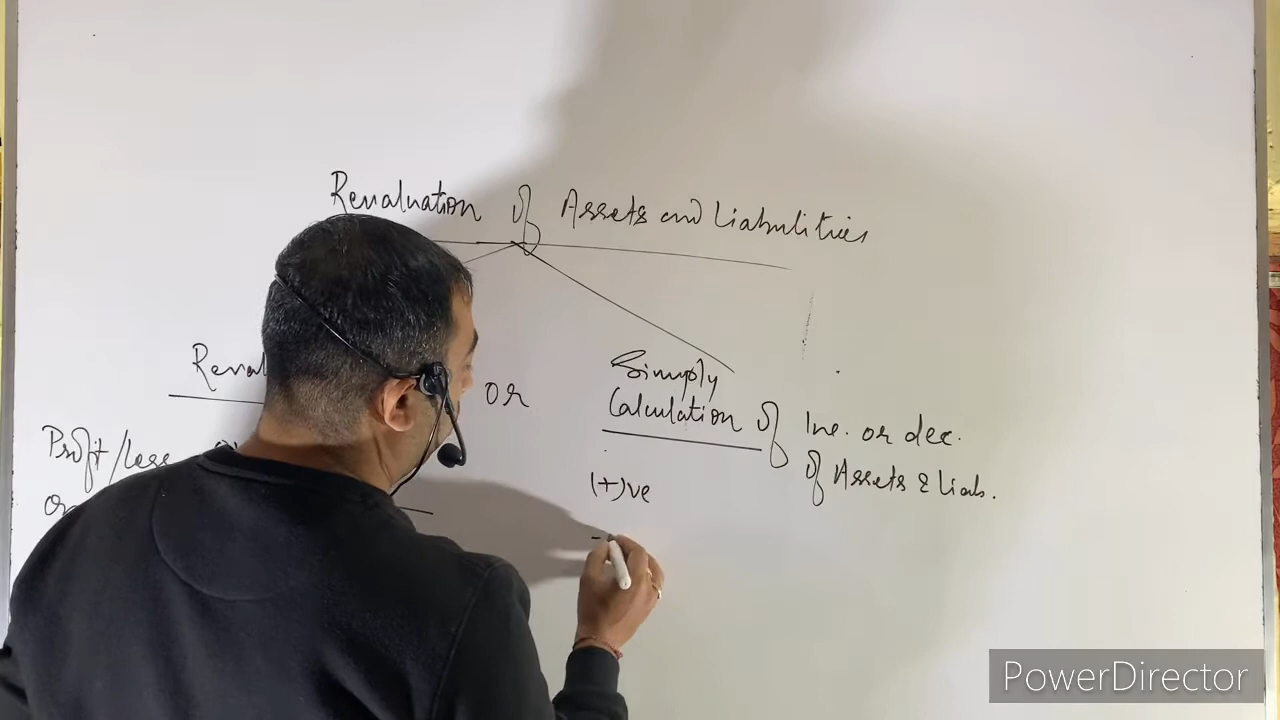 Revaluation of Assets and Liabilities
or
Simply
Calculation of Inc. or dec.
of Assets & Liab.
Profit/Loss
or
(+)ve
PowerDirector